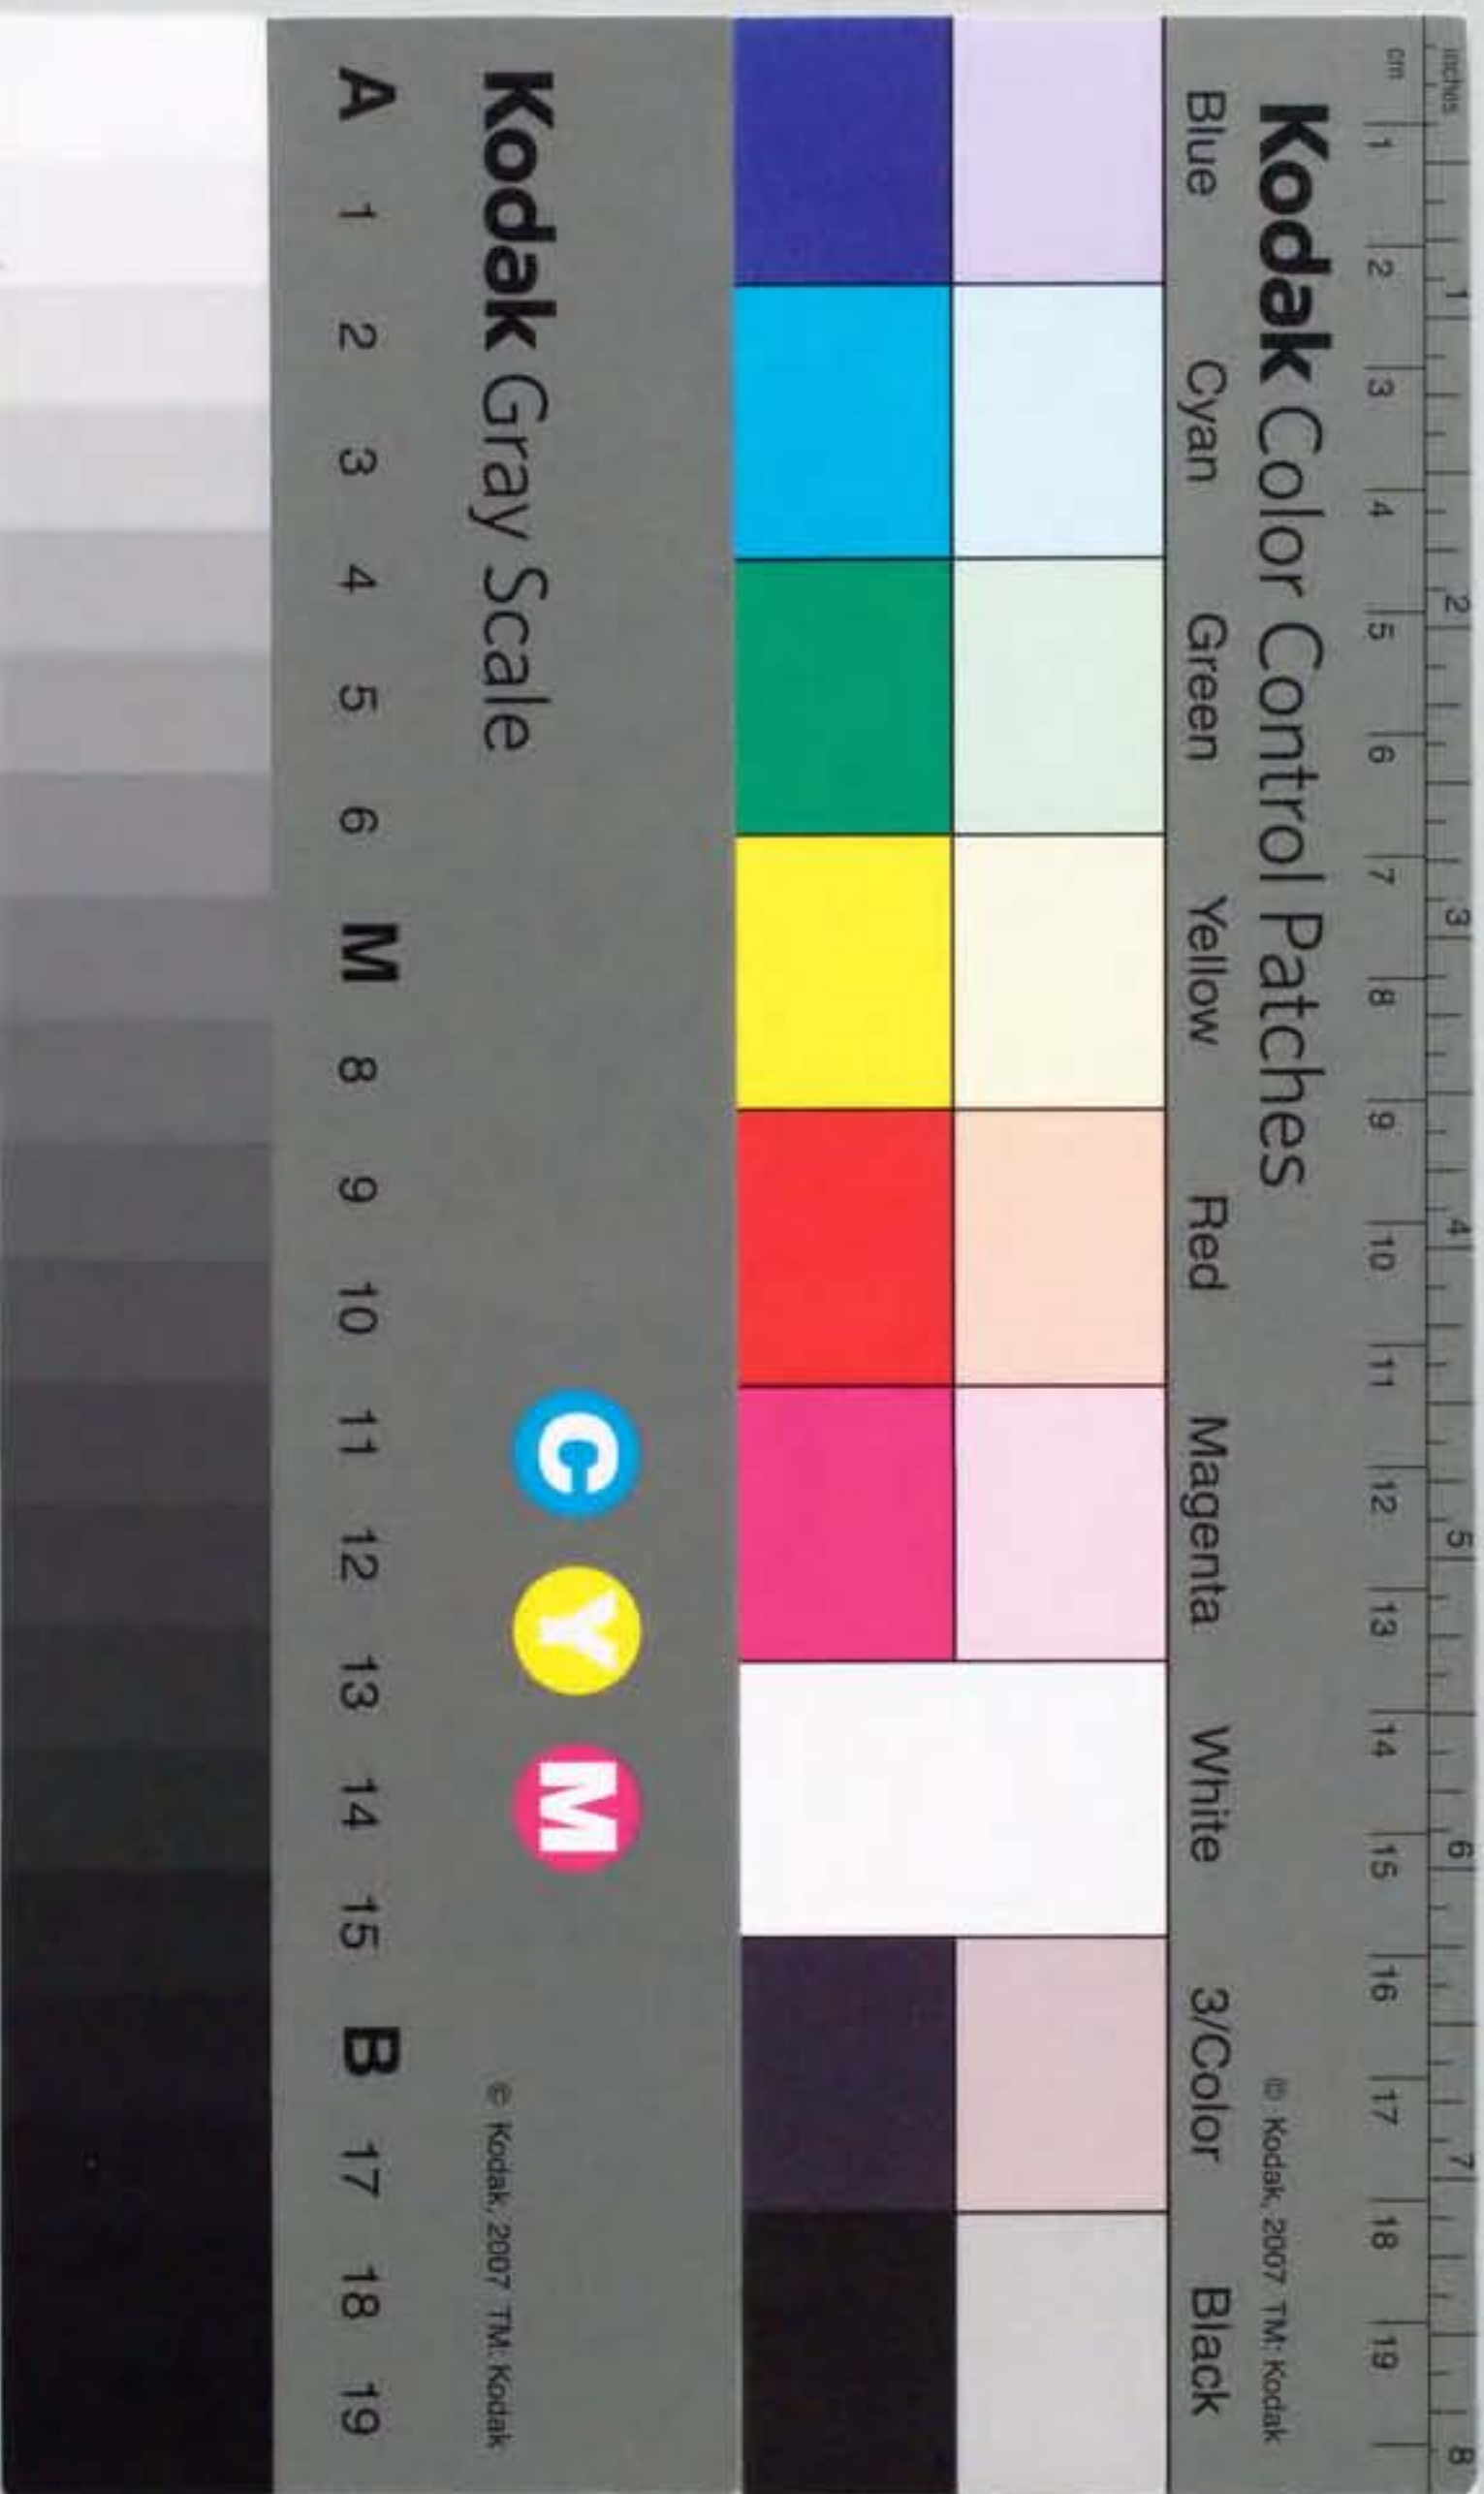 inches 1 2 3 4 5 6 7 8
cm 1 2 3 4 5 6 7 8 9 10 11 12 13 14 15 16 17 18 19
Kodak Color Control Patches
© Kodak, 2007 TM: Kodak
Blue Cyan Green Yellow Red Magenta White 3/Color Black
C Y M
Kodak Gray Scale
© Kodak, 2007 TM: Kodak
A 1 2 3 4 5 6 M 8 9 10 11 12 13 14 15 B 17 18 19